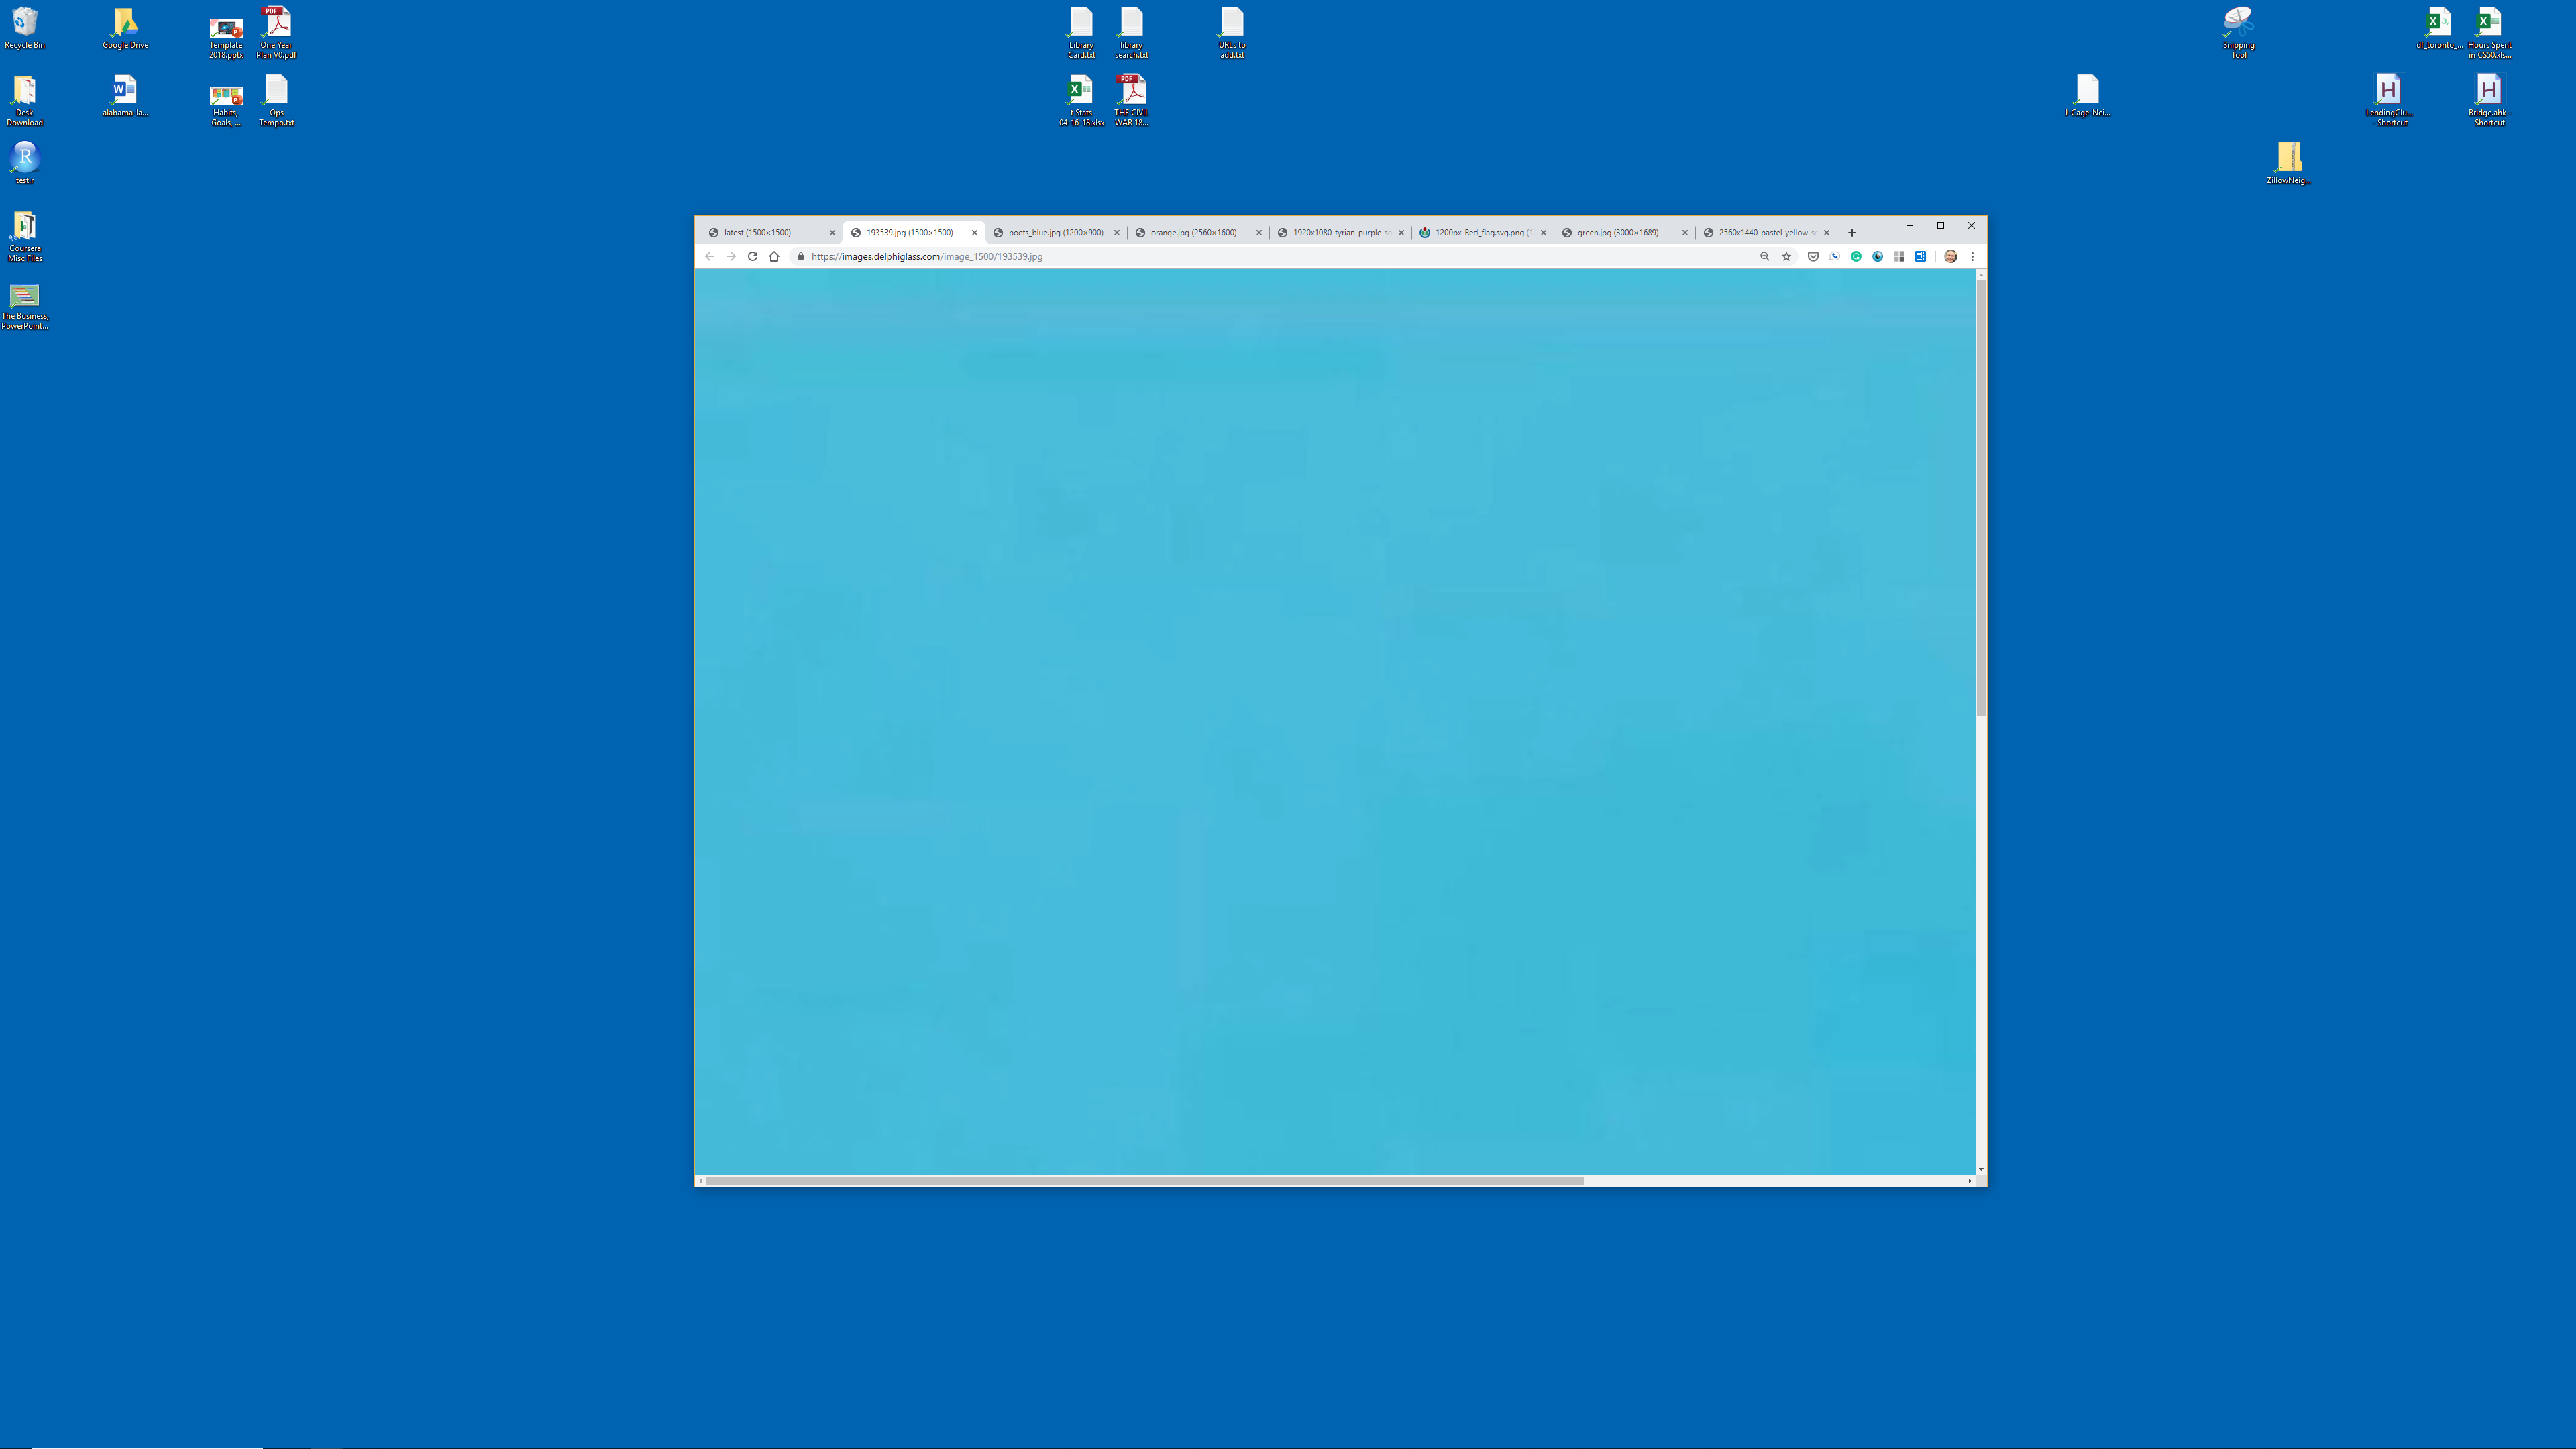 Recycle Bin
Google Drive
Template
2018.pptx
One Year
Plan V0.pdf
Library
Card.txt
library
search.txt
URLs to
add.txt
Snipping
Tool
df_toronto_...
Hours Spent
in CS50.xls...
Desk
Download
alabama-la...
Habits,
Goals, ...
Ops
Tempo.txt
t Stats
04-16-18.xlsx
THE CIVIL
WAR 18...
J-Cage-Nei...
LendingClu...
- Shortcut
Bridge.ahk -
Shortcut
test.r
ZillowNeig...
Coursera
Misc Files
The Business,
PowerPoint...
latest (1500×1500)
193539.jpg (1500×1500)
poets_blue.jpg (1200×900)
orange.jpg (2560×1600)
1920x1080-tyrian-purple-so
1200px-Red_flag.svg.png (1
green.jpg (3000×1689)
2560x1440-pastel-yellow-so
https://images.delphiglass.com/image_1500/193539.jpg